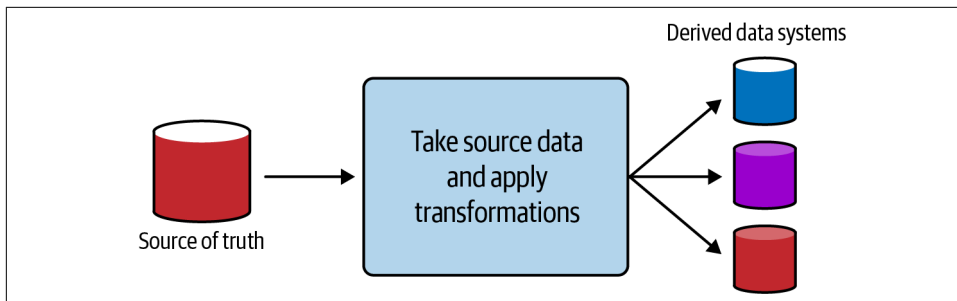 Derived data systems
Take source data
and apply
transformations
Source of truth